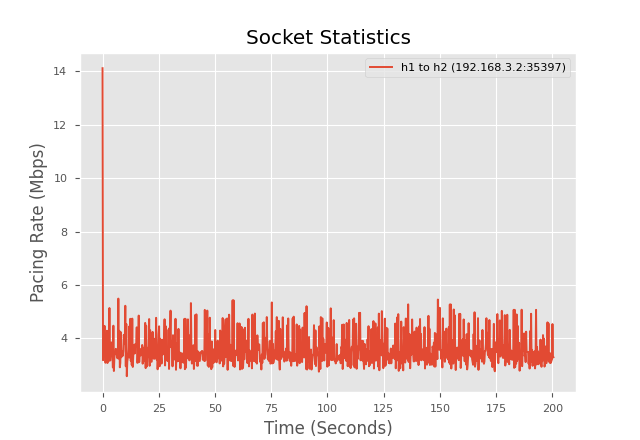 Socket Statistics
h1 to h2 (192.168.3.2:35397)
Pacing Rate (Mbps)
14
12
10
8
6
4
0 25 50 75 100 125 150 175 200
Time (Seconds)